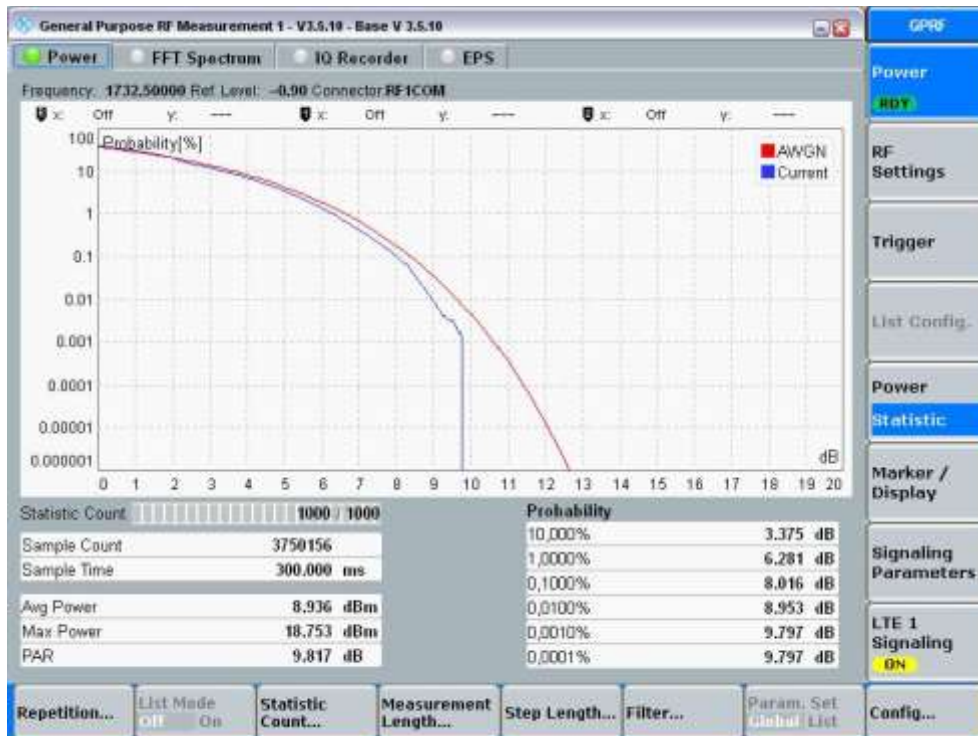 General Purpose RF Measurement 1 - V3.5.10 - Base V 3.5.10
GPRF
Power FFT Spectrum IQ Recorder EPS
Frequency: 1732.50000 Ref. Level: -0.90 Connector:RF1COM
x: Off y: --- x: Off y: --- x: Off y: ---
Probability[%]
AWGN
Current
100
10
1
0.1
0.01
0.001
0.0001
0.00001
0.000001
dB
0 1 2 3 4 5 6 7 8 9 10 11 12 13 14 15 16 17 18 19 20
Statistic Count 1000 / 1000
Sample Count 3750156
Sample Time 300.000 ms
Avg Power 8.936 dBm
Max Power 18.753 dBm
PAR 9.817 dB
Probability
10,000% 3.375 dB
1,0000% 6.281 dB
0,1000% 8.016 dB
0,0100% 8.953 dB
0,0010% 9.797 dB
0,0001% 9.797 dB
Power
RDY
RF
Settings
Trigger
List Config.
Power
Statistic
Marker /
Display
Signaling
Parameters
LTE 1
Signaling
ON
Repetition...
List Mode
Off On
Statistic
Count...
Measurement
Length...
Step Length...
Filter...
Param. Set
Global List
Config...